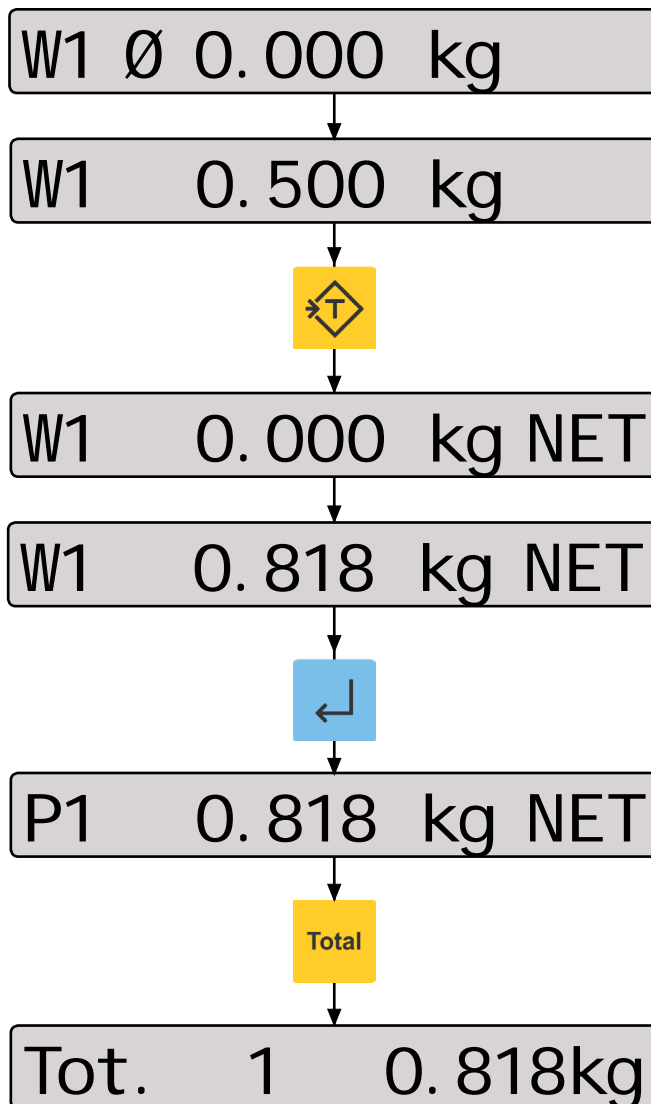 W1 Ø 0.000 kg
W1 0.500 kg
T
W1 0.000 kg NET
W1 0.818 kg NET
P1 0.818 kg NET
Total
Tot. 1 0.818kg